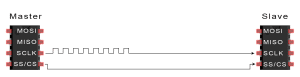 Master
Slave
MOSI
MOSI
MISO
MISO
SCLK
SCLK
SS/CS
SS/CS